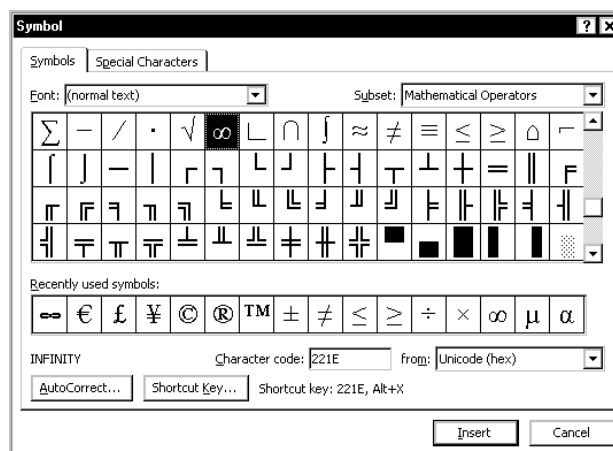 Symbol
Symbols Special Characters
Font: (normal text) Subset: Mathematical Operators
∑ − ∕ ∙ √ ∞ ∟ ∩ ∫ ≈ ≠ ≡ ≤ ≥ ⌂ ⌐
⌠ ⌡ ─ │ ┌ ┐ └ ┘ ├ ┤ ┬ ┴ ┼ ═ ║ ╒
╓ ╔ ╕ ╖ ╗ ╘ ╙ ╚ ╛ ╜ ╝ ╞ ╟ ╠ ╡ ╢
╣ ╤ ╥ ╦ ╧ ╨ ╩ ╪ ╫ ╬ ▀ ▄ █ ▌ ▐ ░
Recently used symbols:
∞ € £ ¥ © ® ™ ± ≠ ≤ ≥ ÷ × ∞ µ α
INFINITY Character code: 221E from: Unicode (hex)
AutoCorrect... Shortcut Key... Shortcut key: 221E, Alt+X
Insert Cancel